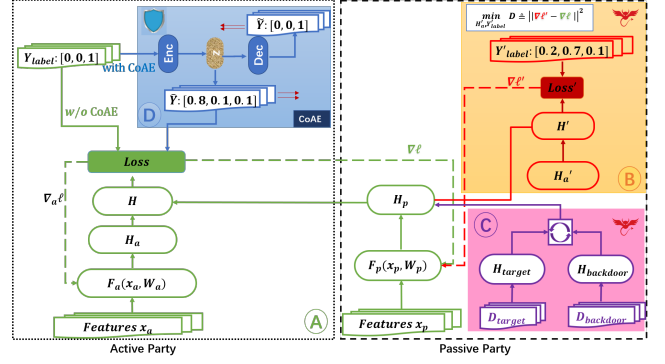 Y_label: [0, 0, 1]
with CoAE
w/o CoAE
Enc
z
Dec
Ŷ: [0, 0, 1]
Ỹ: [0.8, 0.1, 0.1]
D
CoAE
Loss
∇ℓ
∇_aℓ
H
H_a
F_a(x_a, W_a)
Features x_a
A
Active Party
min
H'_a, Y'_label
D ≜ ||∇ℓ' − ∇ℓ||²
Y'_label: [0.2, 0.7, 0.1]
∇ℓ'
Loss'
H'
H_a'
B
H_p
F_p(x_p, W_p)
Features x_p
C
H_target
H_backdoor
D_target
D_backdoor
Passive Party